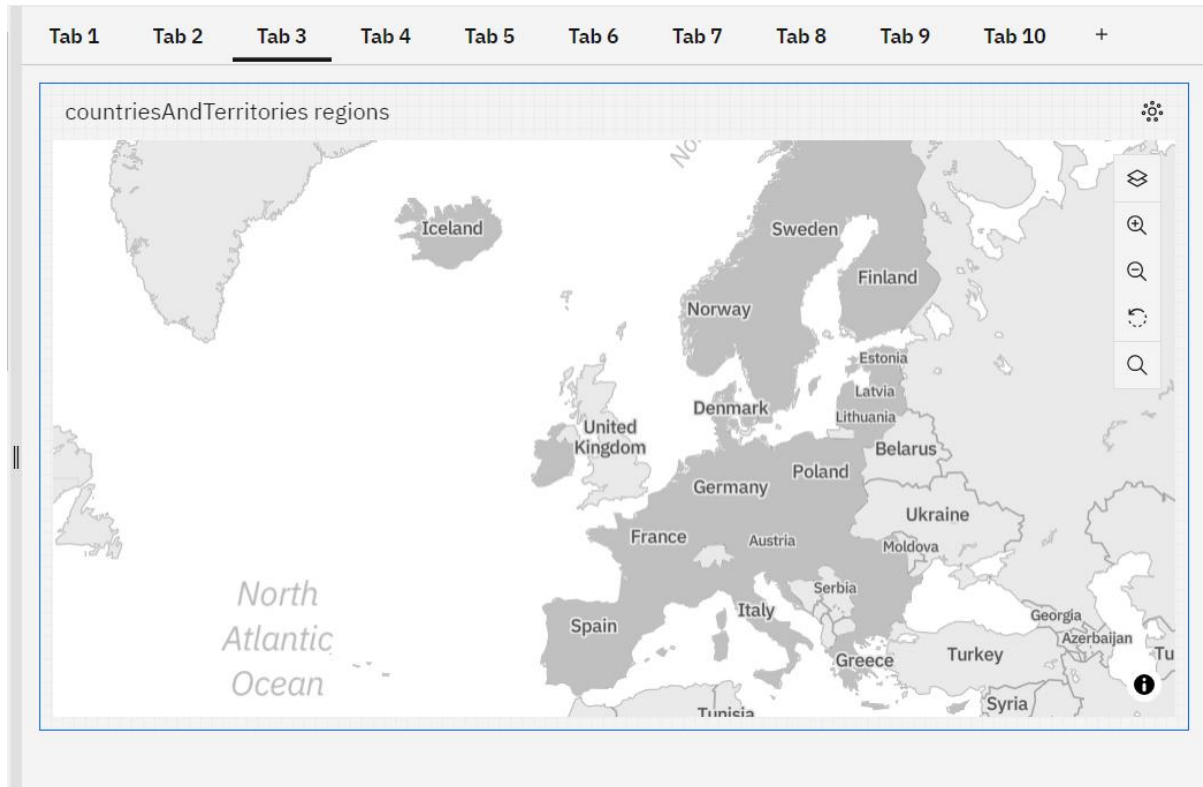 Tab 1 Tab 2 Tab 3 Tab 4 Tab 5 Tab 6 Tab 7 Tab 8 Tab 9 Tab 10 +
countriesAndTerritories regions
No
Iceland
Sweden
Finland
Norway
Estonia
Latvia
Denmark
Lithuania
United
Kingdom
Belarus
Poland
Germany
Ukraine
France
Austria
Moldova
Serbia
North
Atlantic
Ocean
Italy
Spain
Georgia
Azerbaijan
Greece
Turkey
Tu
Syria
Tunisia